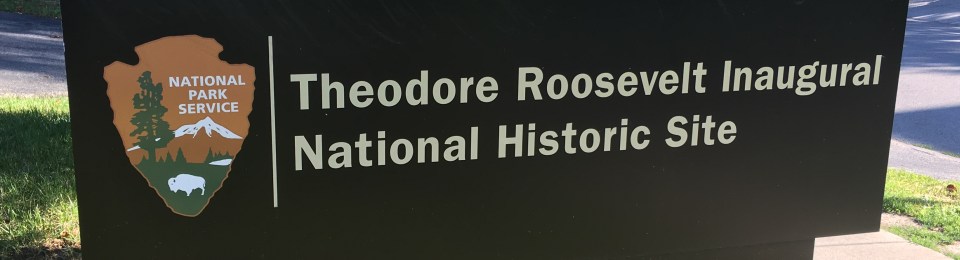 NATIONAL
PARK
SERVICE
Theodore Roosevelt Inaugural
National Historic Site